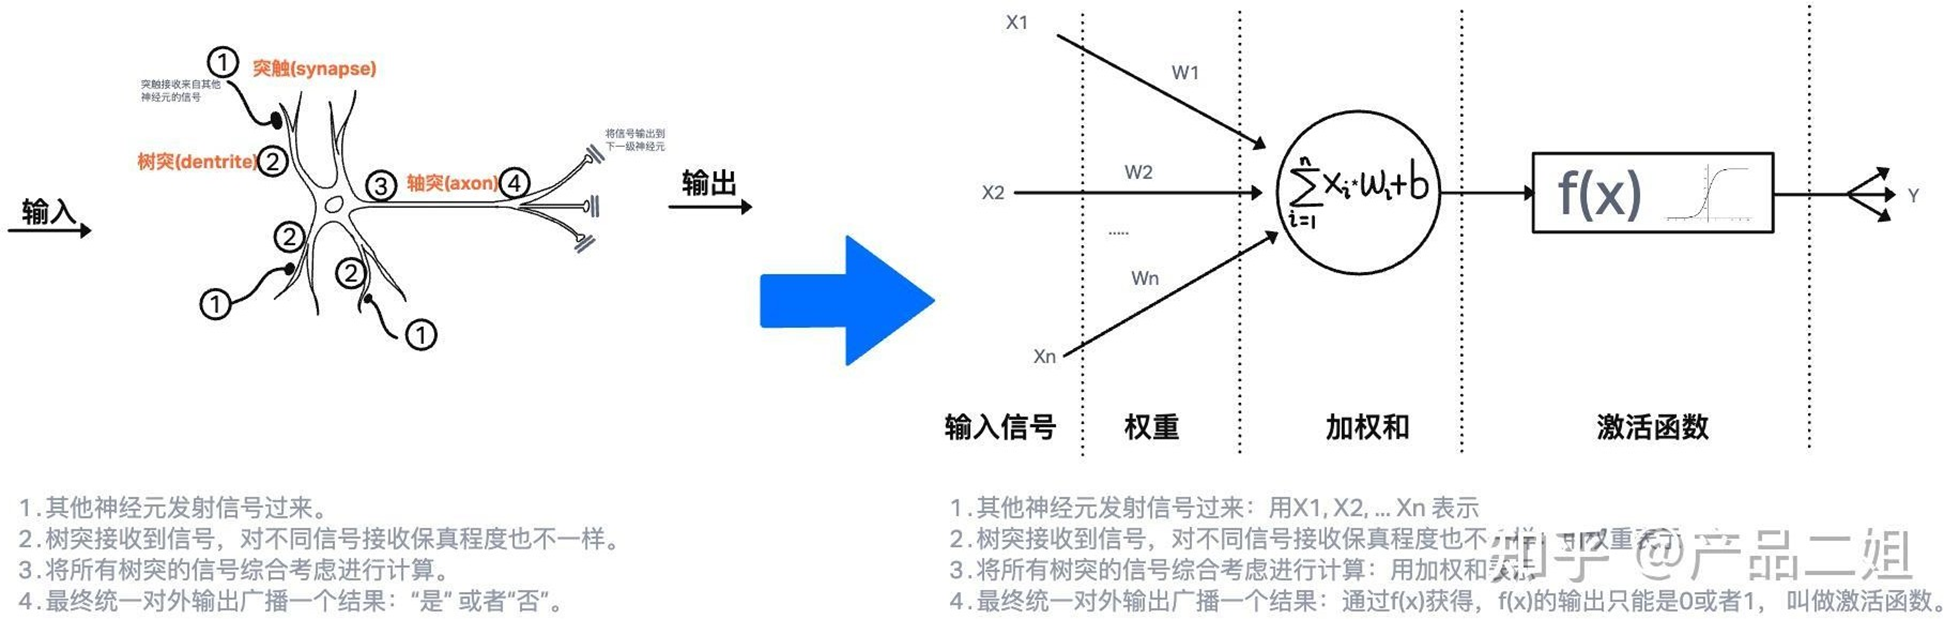 ① 突触(synapse)
突触接收来自其他
神经元的信号
树突(dentrite) ②
③ 轴突(axon) ④
将信号输出到
下一级神经元
输入
输出
②
②
①
①
X1
W1
X2
W2
.....
Wn
Xn
n
∑ xᵢ*wᵢ+b
i=1
f(x)
Y
输入信号
权重
加权和
激活函数
1.其他神经元发射信号过来。
2.树突接收到信号，对不同信号接收保真程度也不一样。
3.将所有树突的信号综合考虑进行计算。
4.最终统一对外输出广播一个结果：“是” 或者“否”。
1.其他神经元发射信号过来：用X1, X2, ... Xn 表示
2.树突接收到信号，对不同信号接收保真程度也不一样，用权重表示
3.将所有树突的信号综合考虑进行计算：用加权和表示
4.最终统一对外输出广播一个结果：通过f(x)获得，f(x)的输出只能是0或者1， 叫做激活函数。
知乎 @产品二姐